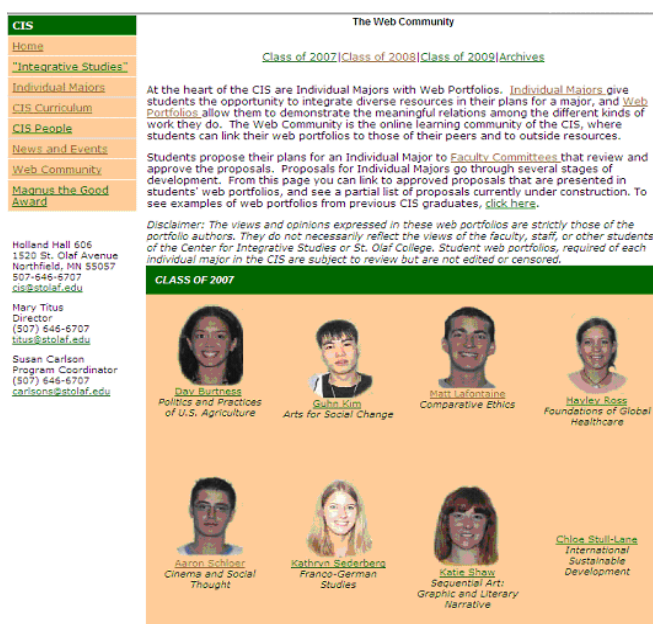 CIS
Home
"Integrative Studies"
Individual Majors
CIS Curriculum
CIS People
News and Events
Web Community
Magnus the Good
Award
Holland Hall 606
1520 St. Olaf Avenue
Northfield, MN 55057
507-646-6707
cis@stolaf.edu
Mary Titus
Director
(507) 646-6707
titus@stolaf.edu
Susan Carlson
Program Coordinator
(507) 646-6707
carlsons@stolaf.edu
The Web Community
Class of 2007|Class of 2008|Class of 2009|Archives
At the heart of the CIS are Individual Majors with Web Portfolios. Individual Majors give
students the opportunity to integrate diverse resources in their plans for a major, and Web
Portfolios allow them to demonstrate the meaningful relations among the different kinds of
work they do. The Web Community is the online learning community of the CIS, where
students can link their web portfolios to those of their peers and to outside resources.
Students propose their plans for an Individual Major to Faculty Committees that review and
approve the proposals. Proposals for Individual Majors go through several stages of
development. From this page you can link to approved proposals that are presented in
students' web portfolios, and see a partial list of proposals currently under construction. To
see examples of web portfolios from previous CIS graduates, click here.
Disclaimer: The views and opinions expressed in these web portfolios are strictly those of the
portfolio authors. They do not necessarily reflect the views of the faculty, staff, or other students
of the Center for Integrative Studies or St. Olaf College. Student web portfolios, required of each
individual major in the CIS are subject to review but are not edited or censored.
CLASS OF 2007
Day Burtness
Politics and Practices
of U.S. Agriculture
Guhn Kim
Arts for Social Change
Matt Lafontaine
Comparative Ethics
Hayley Ross
Foundations of Global
Healthcare
Aaron Schloer
Cinema and Social
Thought
Kathryn Sederberg
Franco-German
Studies
Katie Shaw
Sequential Art:
Graphic and Literary
Narrative
Chloe Stull-Lane
International
Sustainable
Development